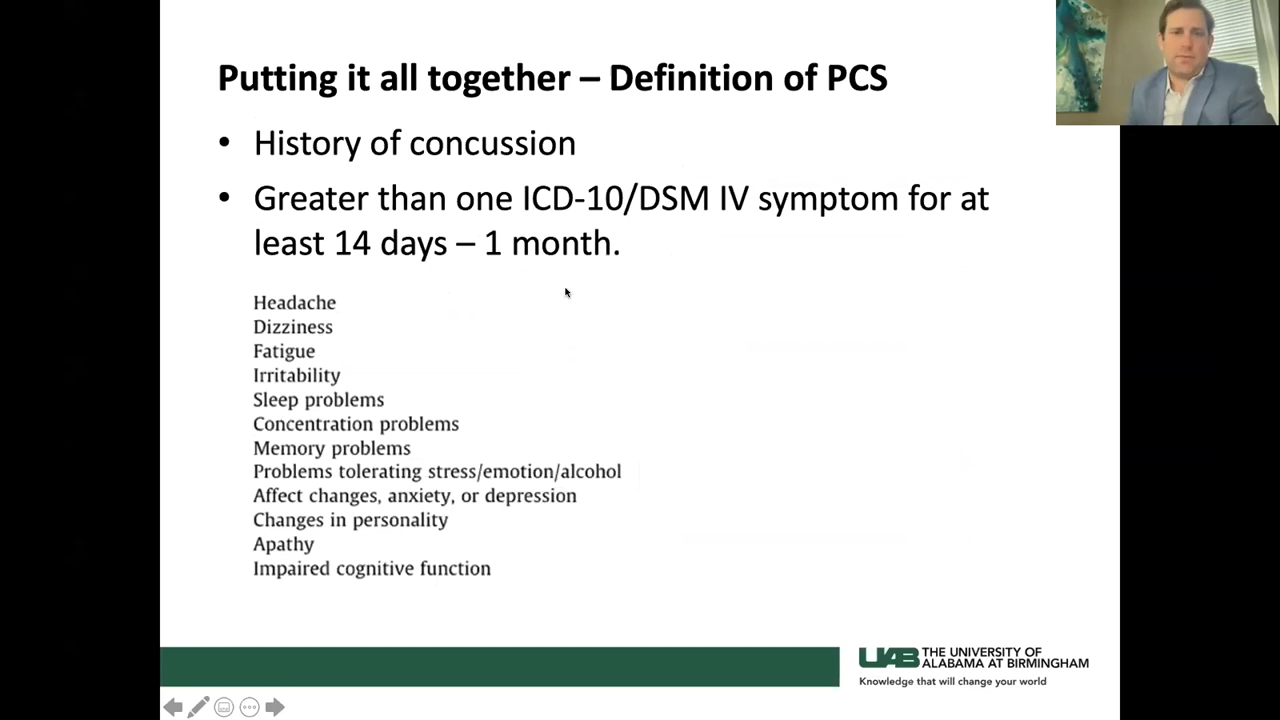 Putting it all together – Definition of PCS
• History of concussion
• Greater than one ICD-10/DSM IV symptom for at
least 14 days – 1 month.
Headache
Dizziness
Fatigue
Irritability
Sleep problems
Concentration problems
Memory problems
Problems tolerating stress/emotion/alcohol
Affect changes, anxiety, or depression
Changes in personality
Apathy
Impaired cognitive function
UAB THE UNIVERSITY OF
ALABAMA AT BIRMINGHAM
Knowledge that will change your world